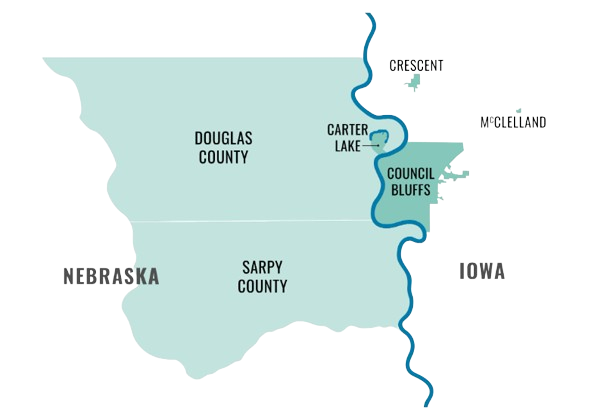 CRESCENT
McCLELLAND
CARTER
LAKE
DOUGLAS
COUNTY
COUNCIL
BLUFFS
NEBRASKA
SARPY
COUNTY
IOWA